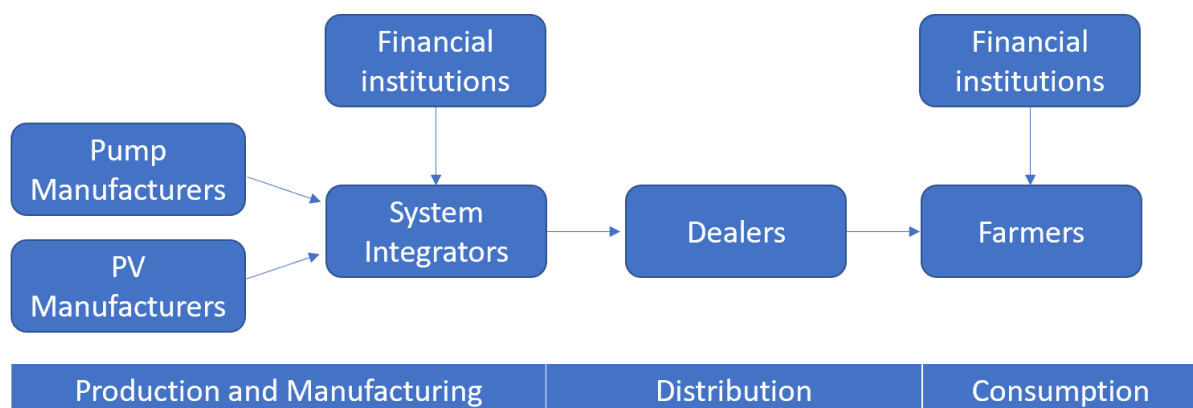 Financial
institutions
Financial
institutions
Pump
Manufacturers
System
Integrators
Dealers
Farmers
PV
Manufacturers
Production and Manufacturing
Distribution
Consumption